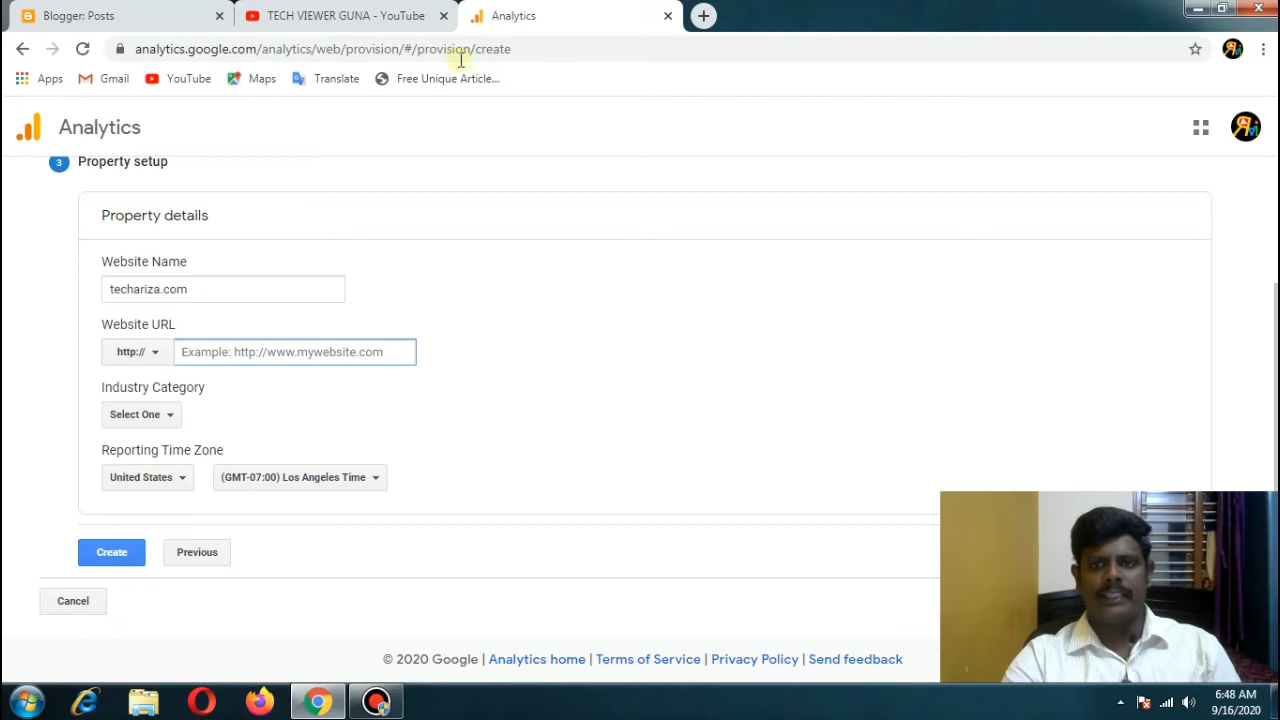 Blogger: Posts
TECH VIEWER GUNA - YouTube
Analytics
analytics.google.com/analytics/web/provision/#/provision/create
Apps
Gmail
YouTube
Maps
Translate
Free Unique Article...
Analytics
3 Property setup
Property details
Website Name
techariza.com
Website URL
http:// Example: http://www.mywebsite.com
Industry Category
Select One
Reporting Time Zone
United States (GMT-07:00) Los Angeles Time
Create Previous
Cancel
© 2020 Google | Analytics home | Terms of Service | Privacy Policy | Send feedback
6:48 AM
9/16/2020